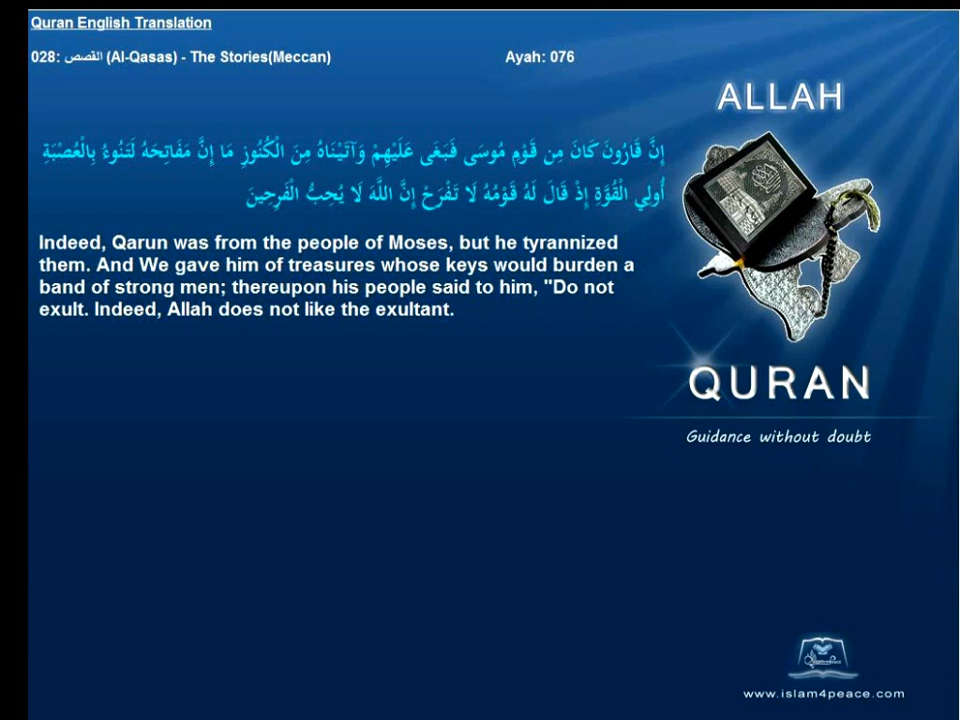 Quran English Translation
028: القصص (Al-Qasas) - The Stories(Meccan) Ayah: 076
ALLAH
إِنَّ قَارُونَ كَانَ مِن قَوْمِ مُوسَى فَبَغَى عَلَيْهِمْ وَآتَيْنَاهُ مِنَ الْكُنُوزِ مَا إِنَّ مَفَاتِحَهُ لَتَنُوءُ بِالْعُصْبَةِ
أُولِي الْقُوَّةِ إِذْ قَالَ لَهُ قَوْمُهُ لَا تَفْرَحْ إِنَّ اللَّهَ لَا يُحِبُّ الْفَرِحِينَ
Indeed, Qarun was from the people of Moses, but he tyrannized
them. And We gave him of treasures whose keys would burden a
band of strong men; thereupon his people said to him, "Do not
exult. Indeed, Allah does not like the exultant.
QURAN
Guidance without doubt
www.islam4peace.com